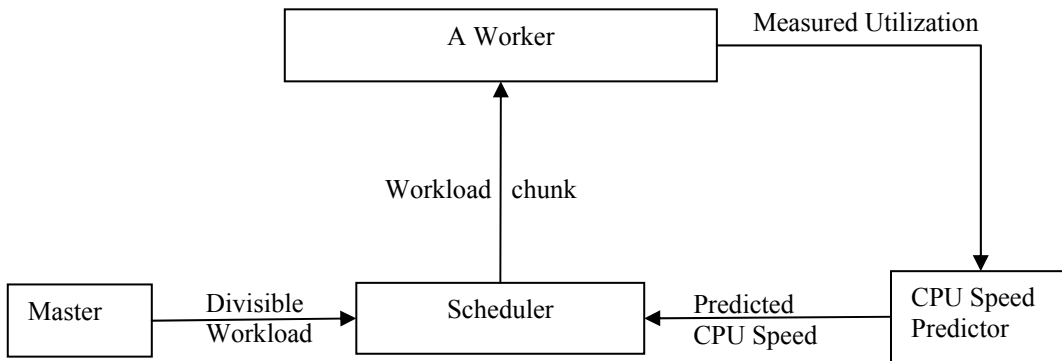 A Worker
Measured Utilization
Workload chunk
Master
Divisible
Workload
Scheduler
Predicted
CPU Speed
CPU Speed
Predictor